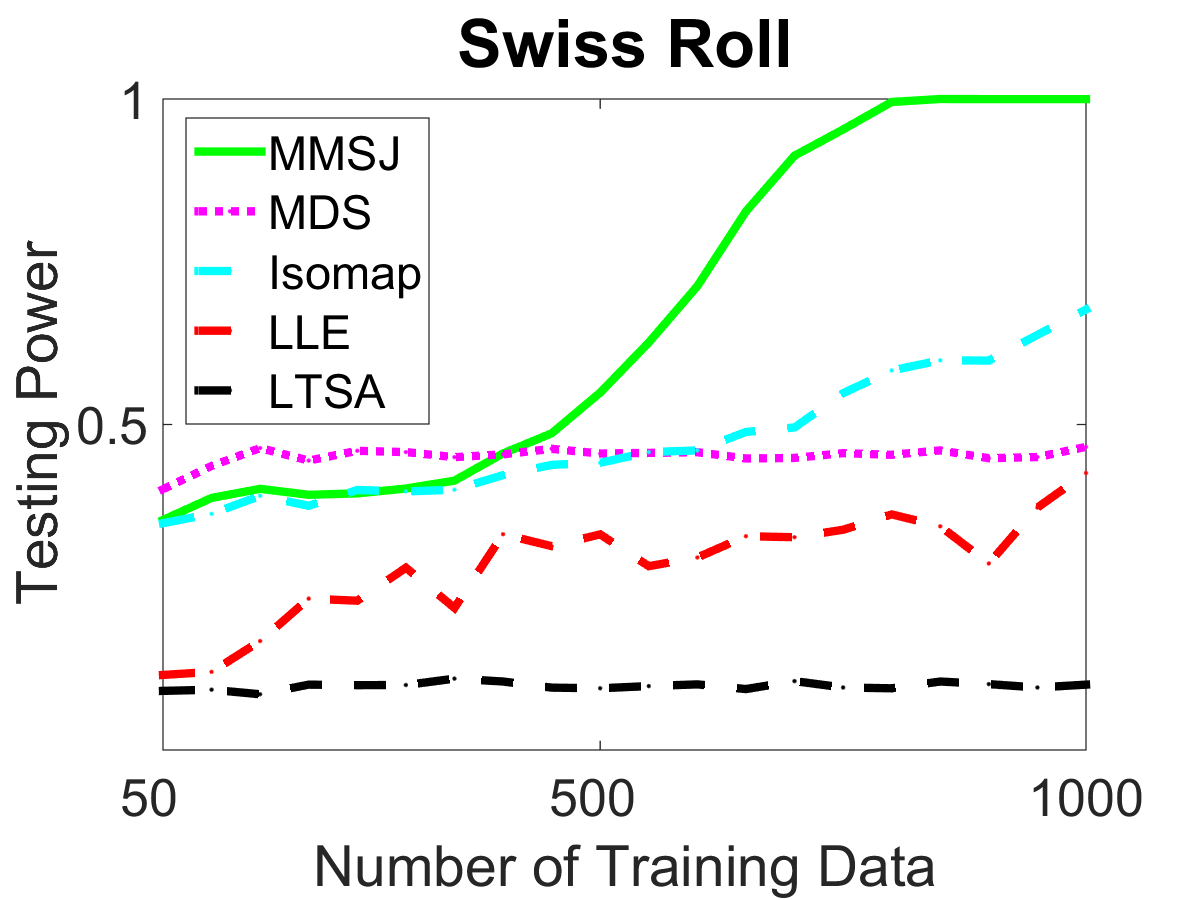 Swiss Roll
1
0.5
Testing Power
MMSJ
MDS
Isomap
LLE
LTSA
50
500
1000
Number of Training Data